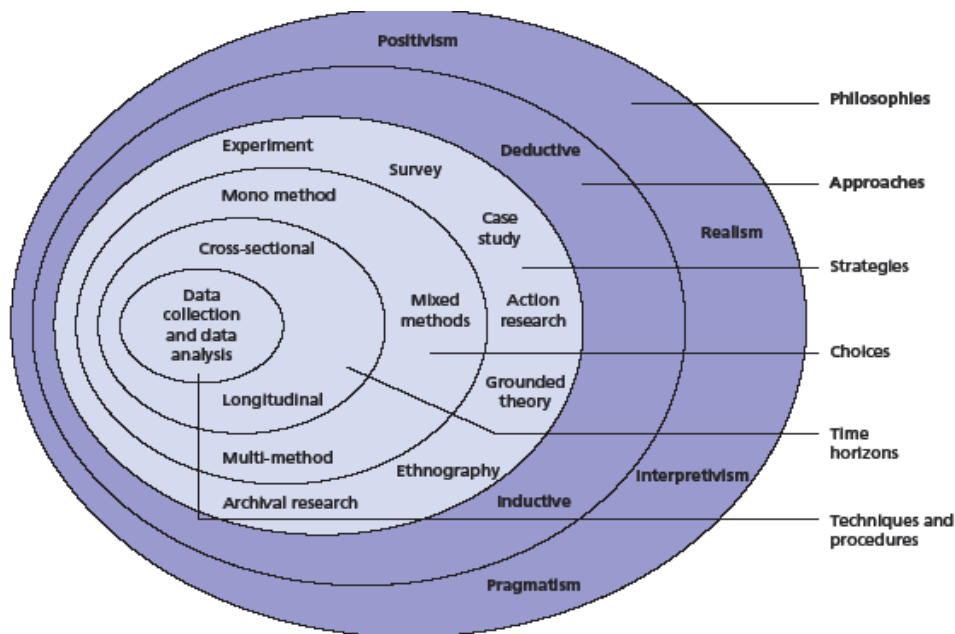 Positivism
Philosophies
Experiment
Deductive
Survey
Approaches
Mono method
Case
study
Realism
Cross-sectional
Strategies
Data
collection
and data
analysis
Mixed
methods
Action
research
Choices
Grounded
theory
Longitudinal
Time
horizons
Multi-method
Ethnography
Interpretivism
Archival research
Inductive
Techniques and
procedures
Pragmatism